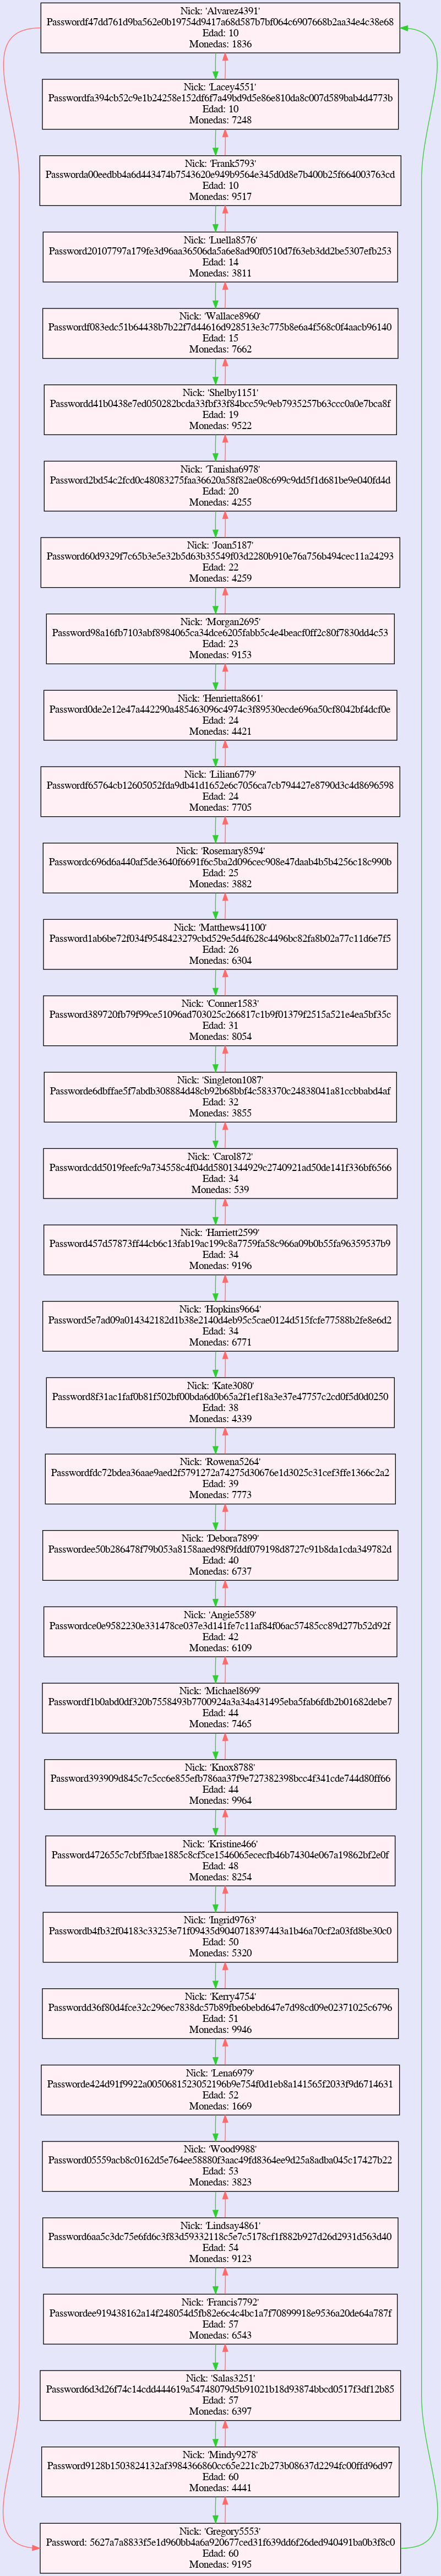 Nick: 'Alvarez4391'
Passwordf47dd761d9ba562e0b19754d9417a68d587b7bf064c6907668b2aa34e4c38e68
Edad: 10
Monedas: 1836
Nick: 'Lacey4551'
Passwordfa394cb52c9e1b24258e152df6f7a49bd9d5e86e810da8c007d589bab4d4773b
Edad: 10
Monedas: 7248
Nick: 'Frank5793'
Passworda00eedbb4a6d443474b7543620e949b9564e345d0d8e7b400b25f664003763cd
Edad: 10
Monedas: 9517
Nick: 'Luella8576'
Password20107797a179fe3d96aa36506da5a6e8ad90f0510d7f63eb3dd2be5307efb253
Edad: 14
Monedas: 3811
Nick: 'Wallace8960'
Passwordf083edc51b64438b7b22f7d44616d928513e3c775b8e6a4f568c0f4aacb96140
Edad: 15
Monedas: 7662
Nick: 'Shelby1151'
Passwordd41b0438e7ed050282bcda33fbf33f84bcc59c9eb7935257b63ccc0a0e7bca8f
Edad: 19
Monedas: 9522
Nick: 'Tanisha6978'
Password2bd54c2fcd0c48083275faa36620a58f82ae08c699c9dd5f1d681be9e040fd4d
Edad: 20
Monedas: 4255
Nick: 'Joan5187'
Password60d9329f7c65b3e5e32b5d63b35549f03d2280b910e76a756b494cec11a24293
Edad: 22
Monedas: 4259
Nick: 'Morgan2695'
Password98a16fb7103abf8984065ca34dce6205fabb5c4e4beacf0ff2c80f7830dd4c53
Edad: 23
Monedas: 9153
Nick: 'Henrietta8661'
Password0de2e12e47a442290a485463096c4974c3f89530ecde696a50cf8042bf4dcf0e
Edad: 24
Monedas: 4421
Nick: 'Lilian6779'
Passwordf65764cb12605052fda9db41d1652e6c7056ca7cb794427e8790d3c4d8696598
Edad: 24
Monedas: 7705
Nick: 'Rosemary8594'
Passwordc696d6a440af5de3640f6691f6c5ba2d096cec908e47daab4b5b4256c18c990b
Edad: 25
Monedas: 3882
Nick: 'Matthews41100'
Password1ab6be72f034f9548423279cbd529e5d4f628c4496bc82fa8b02a77c11d6e7f5
Edad: 26
Monedas: 6304
Nick: 'Conner1583'
Password389720fb79f99ce51096ad703025c266817c1b9f01379f2515a521e4ea5bf35c
Edad: 31
Monedas: 8054
Nick: 'Singleton1087'
Passworde6dbffae5f7abdb308884d48cb92b68bbf4c583370c24838041a81ccbbabd4af
Edad: 32
Monedas: 3855
Nick: 'Carol872'
Passwordcdd5019feefc9a734558c4f04dd5801344929c2740921ad50de141f336bf6566
Edad: 34
Monedas: 539
Nick: 'Harriett2599'
Password457d57873ff44cb6c13fab19ac199c8a7759fa58c966a09b0b55fa96359537b9
Edad: 34
Monedas: 9196
Nick: 'Hopkins9664'
Password5e7ad09a014342182d1b38e2140d4eb95c5cae0124d515fcfe77588b2fe8e6d2
Edad: 34
Monedas: 6771
Nick: 'Kate3080'
Password8f31ac1faf0b81f502bf00bda6d0b65a2f1ef18a3e37e47757c2cd0f5d0d0250
Edad: 38
Monedas: 4339
Nick: 'Rowena5264'
Passwordfdc72bdea36aae9aed2f5791272a74275d30676e1d3025c31cef3ffe1366c2a2
Edad: 39
Monedas: 7773
Nick: 'Debora7899'
Passwordee50b286478f79b053a8158aaed98f9fddf079198d8727c91b8da1cda349782d
Edad: 40
Monedas: 6737
Nick: 'Angie5589'
Passwordce0e9582230e331478ce037e3d141fe7c11af84f06ac57485cc89d277b52d92f
Edad: 42
Monedas: 6109
Nick: 'Michael8699'
Passwordf1b0abd0df320b7558493b7700924a3a34a431495eba5fab6fdb2b01682debe7
Edad: 44
Monedas: 7465
Nick: 'Knox8788'
Password393909d845c7c5cc6e855efb786aa37f9e727382398bcc4f341cde744d80ff66
Edad: 44
Monedas: 9964
Nick: 'Kristine466'
Password472655c7cbf5fbae1885c8cf5ce1546065ececfb46b74304e067a19862bf2e0f
Edad: 48
Monedas: 8254
Nick: 'Ingrid9763'
Passwordb4fb32f04183c33253e71f09435d9040718397443a1b46a70cf2a03fd8be30c0
Edad: 50
Monedas: 5320
Nick: 'Kerry4754'
Passwordd36f80d4fce32c296ec7838dc57b89fbe6bebd647e7d98cd09e02371025c6796
Edad: 51
Monedas: 9946
Nick: 'Lena6979'
Passworde424d91f9922a0050681523052196b9e754f0d1eb8a141565f2033f9d6714631
Edad: 52
Monedas: 1669
Nick: 'Wood9988'
Password05559acb8c0162d5e764ee58880f3aac49fd8364ee9d25a8adba045c17427b22
Edad: 53
Monedas: 3823
Nick: 'Lindsay4861'
Password6aa5c3dc75e6fd6c3f83d59332118c5e7c5178cf1f882b927d26d2931d563d40
Edad: 54
Monedas: 9123
Nick: 'Francis7792'
Passwordee919438162a14f248054d5fb82e6c4c4bc1a7f70899918e9536a20de64a787f
Edad: 57
Monedas: 6543
Nick: 'Salas3251'
Password6d3d26f74c14cdd444619a54748079d5b91021b18d93874bbcd0517f3df12b85
Edad: 57
Monedas: 6397
Nick: 'Mindy9278'
Password9128b1503824132af3984366860cc65e221c2b273b08637d2294fc00ffd96d97
Edad: 60
Monedas: 4441
Nick: 'Gregory5553'
Password: 5627a7a8833f5e1d960bb4a6a920677ced31f639dd6f26ded940491ba0b3f8c0
Edad: 60
Monedas: 9195